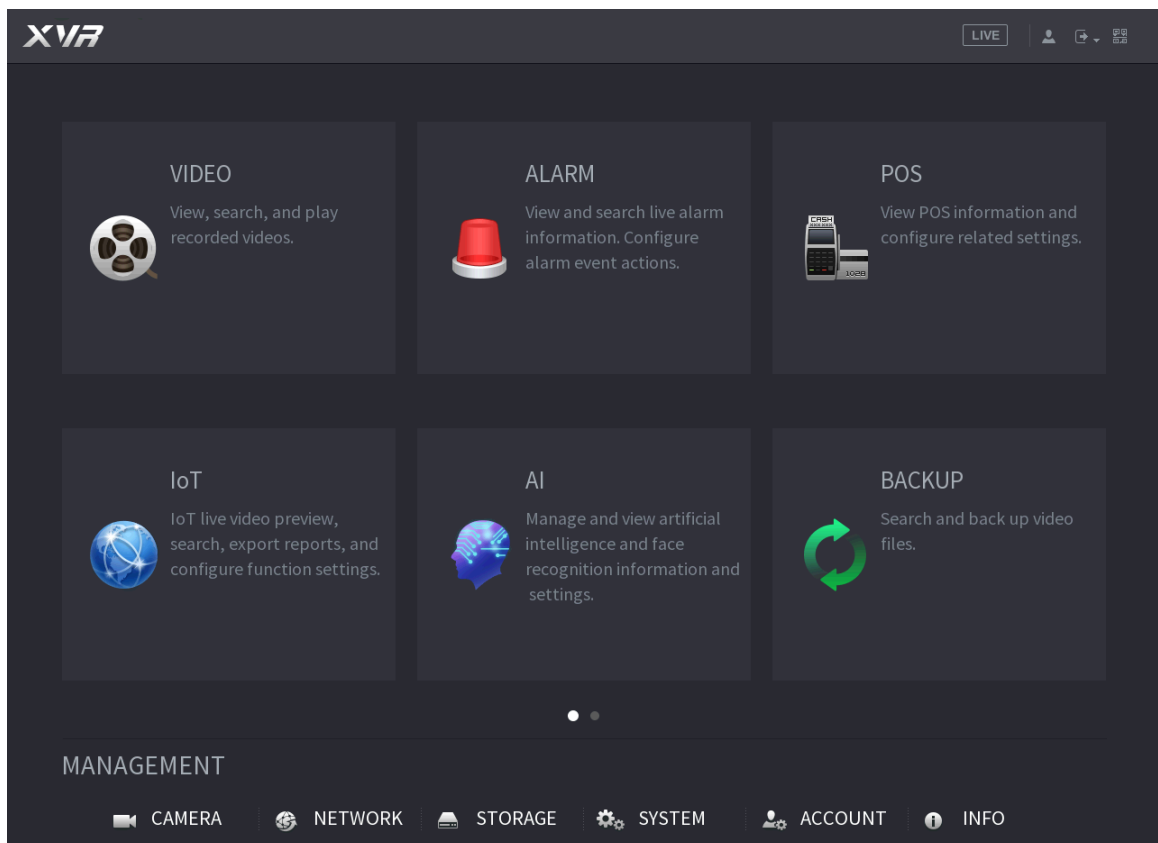 XVR
LIVE
VIDEO
View, search, and play
recorded videos.
ALARM
View and search live alarm
information. Configure
alarm event actions.
POS
View POS information and
configure related settings.
CASH
1028
IoT
IoT live video preview,
search, export reports, and
configure function settings.
AI
Manage and view artificial
intelligence and face
recognition information and
settings.
BACKUP
Search and back up video
files.
MANAGEMENT
CAMERA NETWORK STORAGE SYSTEM ACCOUNT INFO